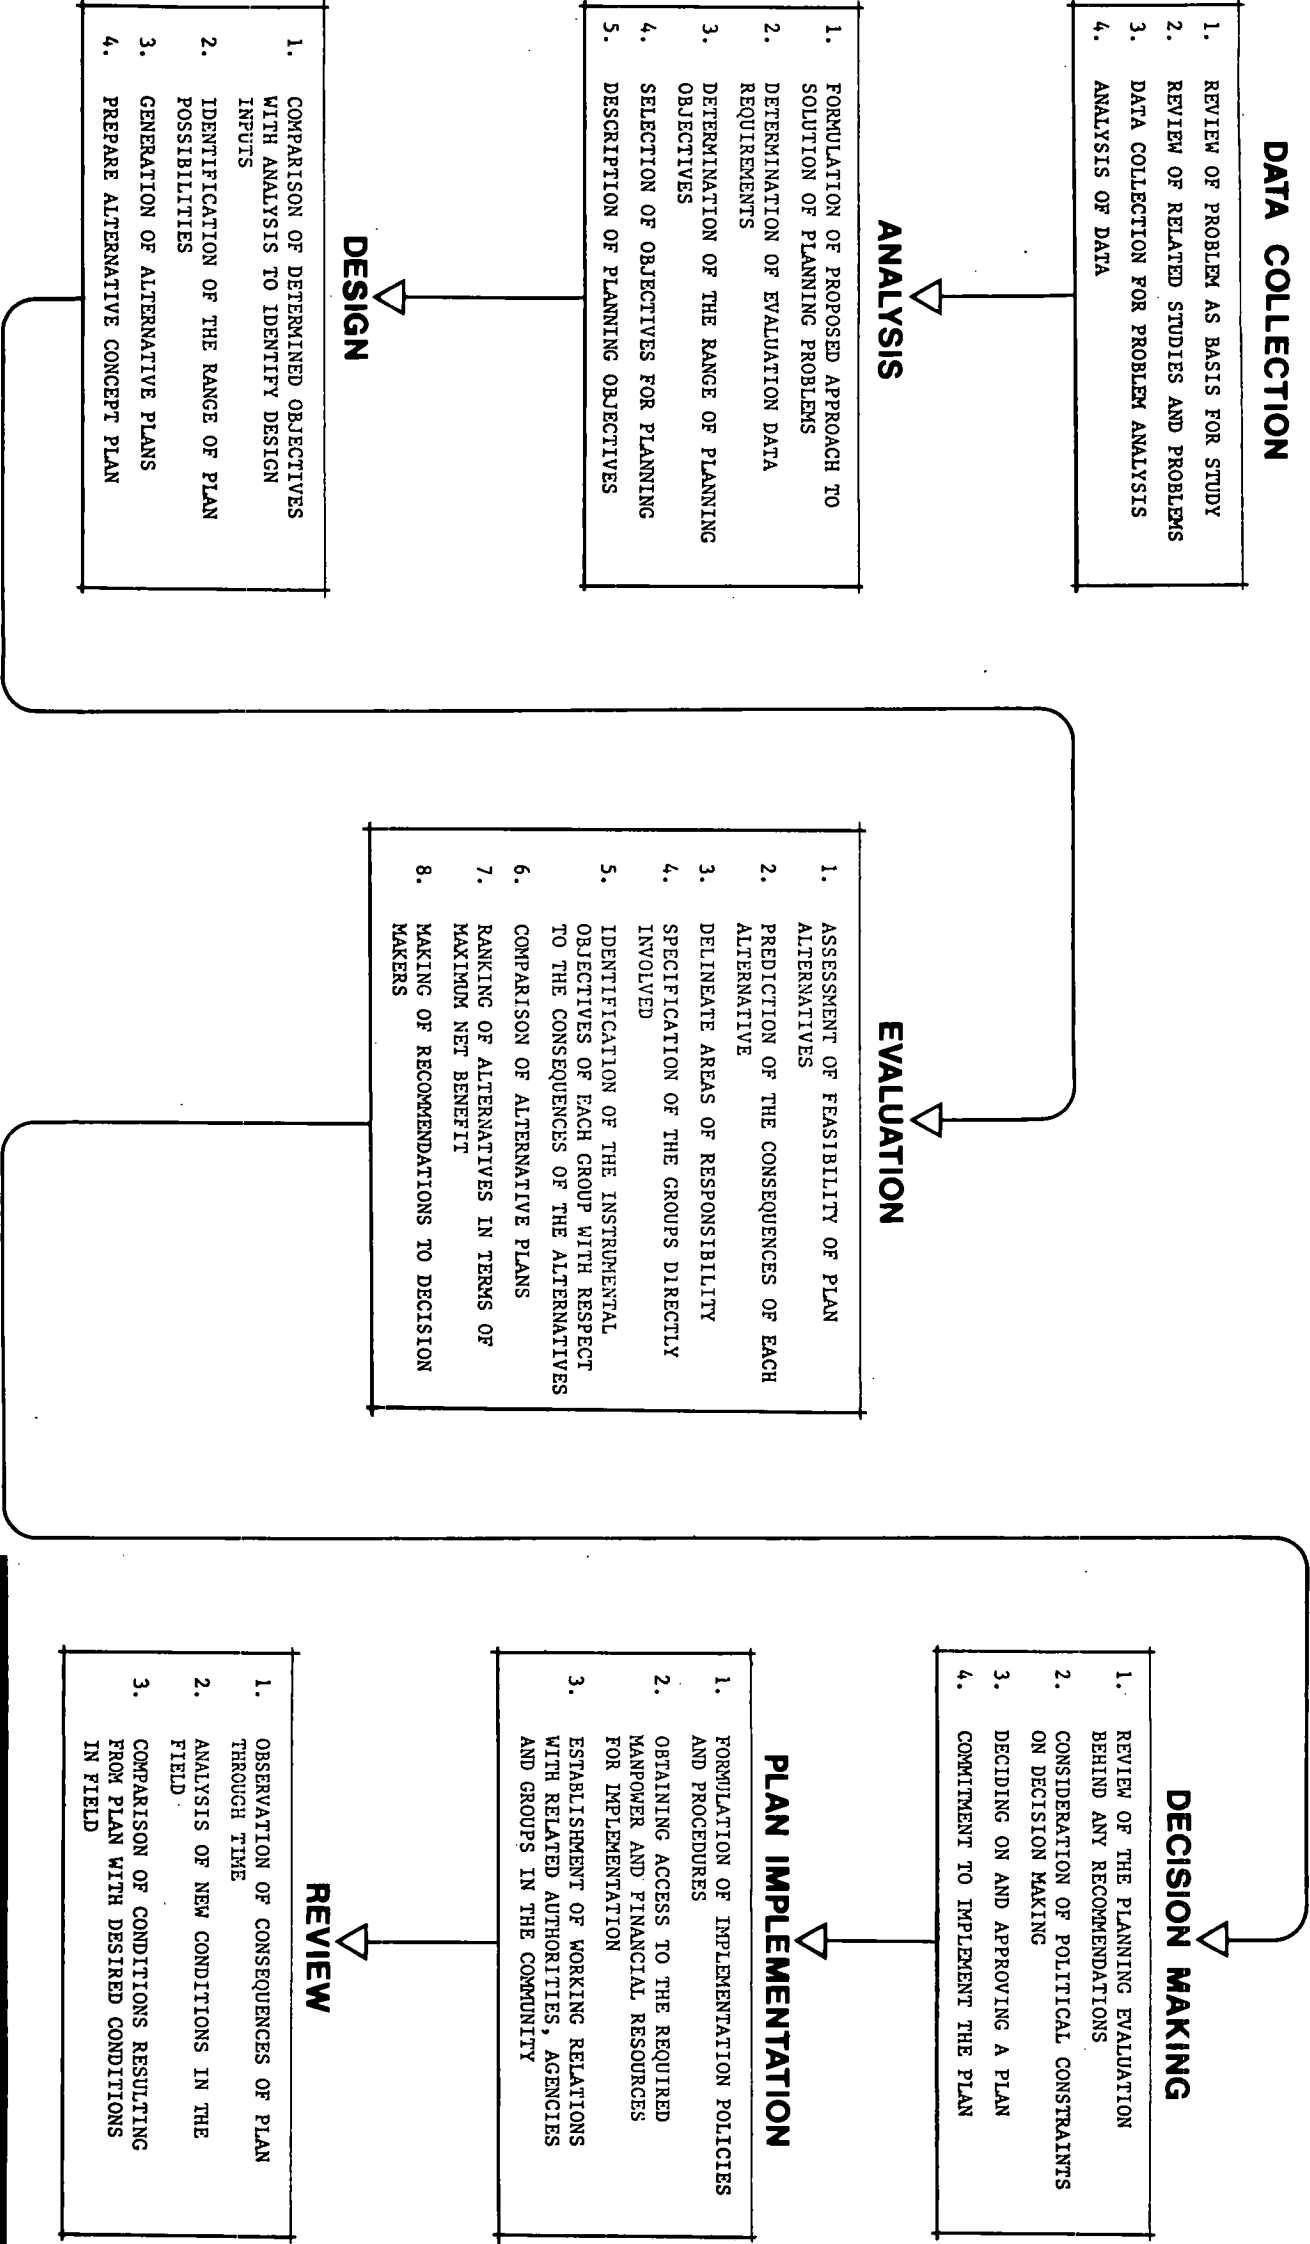 DATA COLLECTION
1. REVIEW OF PROBLEM AS BASIS FOR STUDY
2. REVIEW OF RELATED STUDIES AND PROBLEMS
3. DATA COLLECTION FOR PROBLEM ANALYSIS
4. ANALYSIS OF DATA
ANALYSIS
1. FORMULATION OF PROPOSED APPROACH TO
SOLUTION OF PLANNING PROBLEMS
2. DETERMINATION OF EVALUATION DATA
REQUIREMENTS
3. DETERMINATION OF THE RANGE OF PLANNING
OBJECTIVES
4. SELECTION OF OBJECTIVES FOR PLANNING
5. DESCRIPTION OF PLANNING OBJECTIVES
DESIGN
1. COMPARISON OF DETERMINED OBJECTIVES
WITH ANALYSIS TO IDENTIFY DESIGN
INPUTS
2. IDENTIFICATION OF THE RANGE OF PLAN
POSSIBILITIES
3. GENERATION OF ALTERNATIVE PLANS
4. PREPARE ALTERNATIVE CONCEPT PLAN
EVALUATION
1. ASSESSMENT OF FEASIBILITY OF PLAN
ALTERNATIVES
2. PREDICTION OF THE CONSEQUENCES OF EACH
ALTERNATIVE
3. DELINEATE AREAS OF RESPONSIBILITY
4. SPECIFICATION OF THE GROUPS DIRECTLY
INVOLVED
5. IDENTIFICATION OF THE INSTRUMENTAL
OBJECTIVES OF EACH GROUP WITH RESPECT
TO THE CONSEQUENCES OF THE ALTERNATIVES
6. COMPARISON OF ALTERNATIVE PLANS
7. RANKING OF ALTERNATIVES IN TERMS OF
MAXIMUM NET BENEFIT
8. MAKING OF RECOMMENDATIONS TO DECISION
MAKERS
DECISION MAKING
1. REVIEW OF THE PLANNING EVALUATION
BEHIND ANY RECOMMENDATIONS
2. CONSIDERATION OF POLITICAL CONSTRAINTS
ON DECISION MAKING
3. DECIDING ON AND APPROVING A PLAN
4. COMMITMENT TO IMPLEMENT THE PLAN
PLAN IMPLEMENTATION
1. FORMULATION OF IMPLEMENTATION POLICIES
AND PROCEDURES
2. OBTAINING ACCESS TO THE REQUIRED
MANPOWER AND FINANCIAL RESOURCES
FOR IMPLEMENTATION
3. ESTABLISHMENT OF WORKING RELATIONS
WITH RELATED AUTHORITIES, AGENCIES
AND GROUPS IN THE COMMUNITY
REVIEW
1. OBSERVATION OF CONSEQUENCES OF PLAN
THROUGH TIME
2. ANALYSIS OF NEW CONDITIONS IN THE
FIELD
3. COMPARISON OF CONDITIONS RESULTING
FROM PLAN WITH DESIRED CONDITIONS
IN FIELD